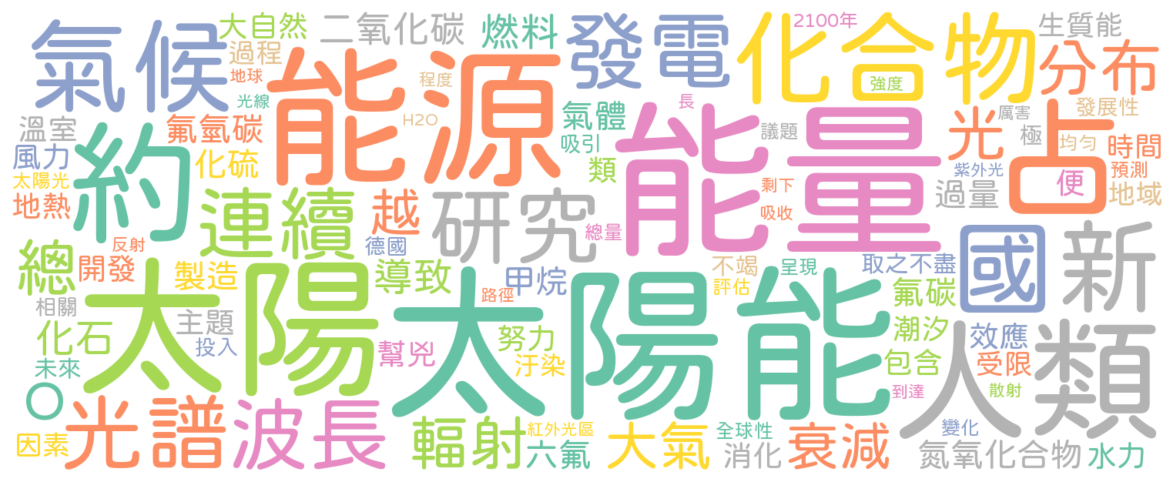 大自然
二氧化碳
燃料
發電
化合物
2100年
生質能
氣候
過程
地球
能源
程度
強度
分布
光線
H2O
氣體
長
發展性
溫室
氟氫碳
吸引
能量
議題
光
厲害
極
均勻
占
時間
風力
約
化硫
類
紫外光
便
預測
太陽光
地熱
連續
越
研究
剩下
過量
地域
吸收
總量
反射
德國
國
新
總
開發
製造
導致
甲烷
不竭
呈現
取之不盡
評估
相關
太陽
路徑
太陽能
氟碳
主題
潮汐
化石
投入
努力
效應
人類
幫兇
汙染
包含
受限
未來
O
到達
散射
光譜
波長
輻射
紅外光區
大氣
全球性
衰減
變化
因素
六氟
消化
氮氧化合物
水力